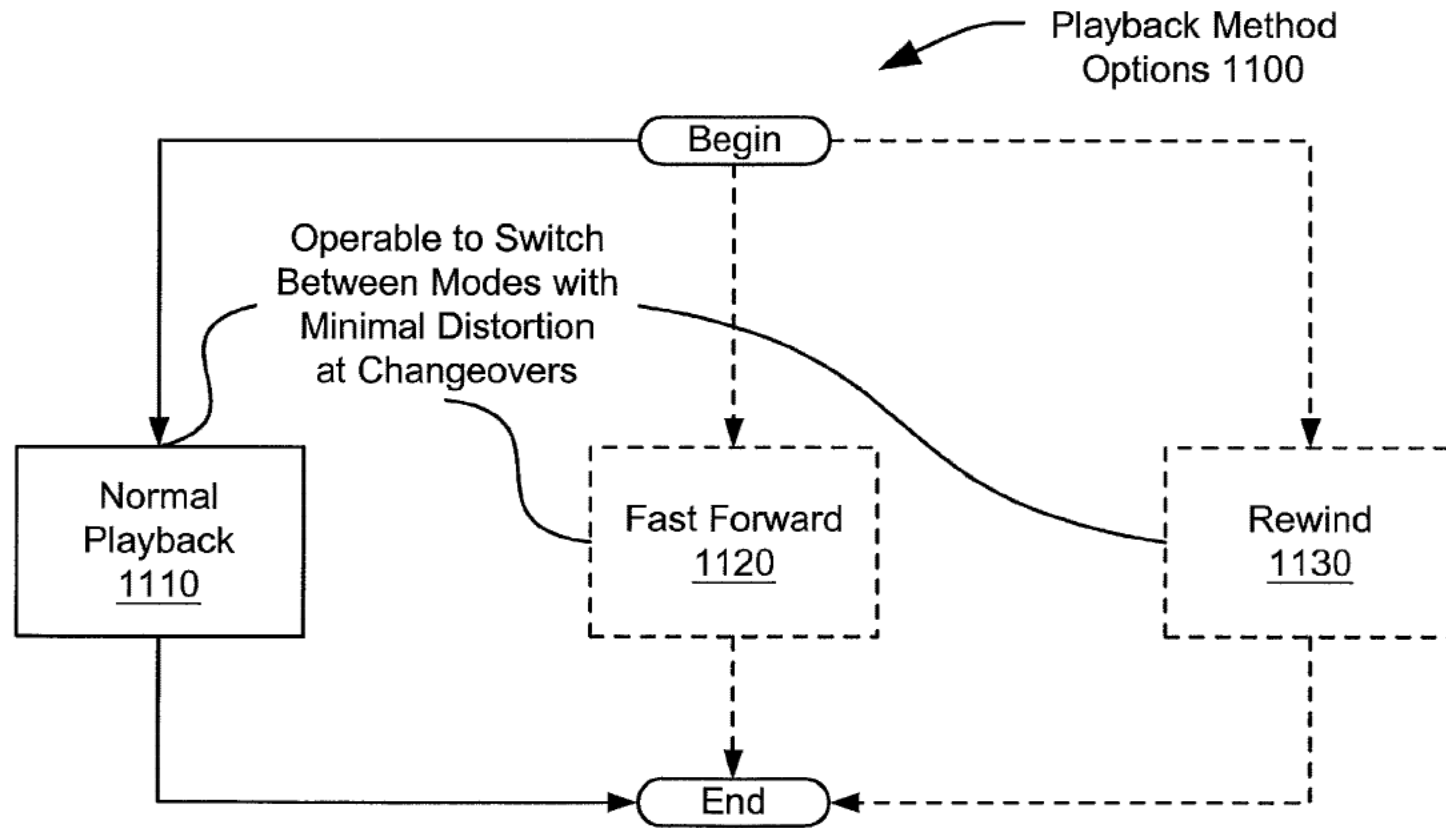 Playback Method
Options 1100
Begin
Operable to Switch
Between Modes with
Minimal Distortion
at Changeovers
Normal
Playback
1110
Fast Forward
1120
Rewind
1130
End